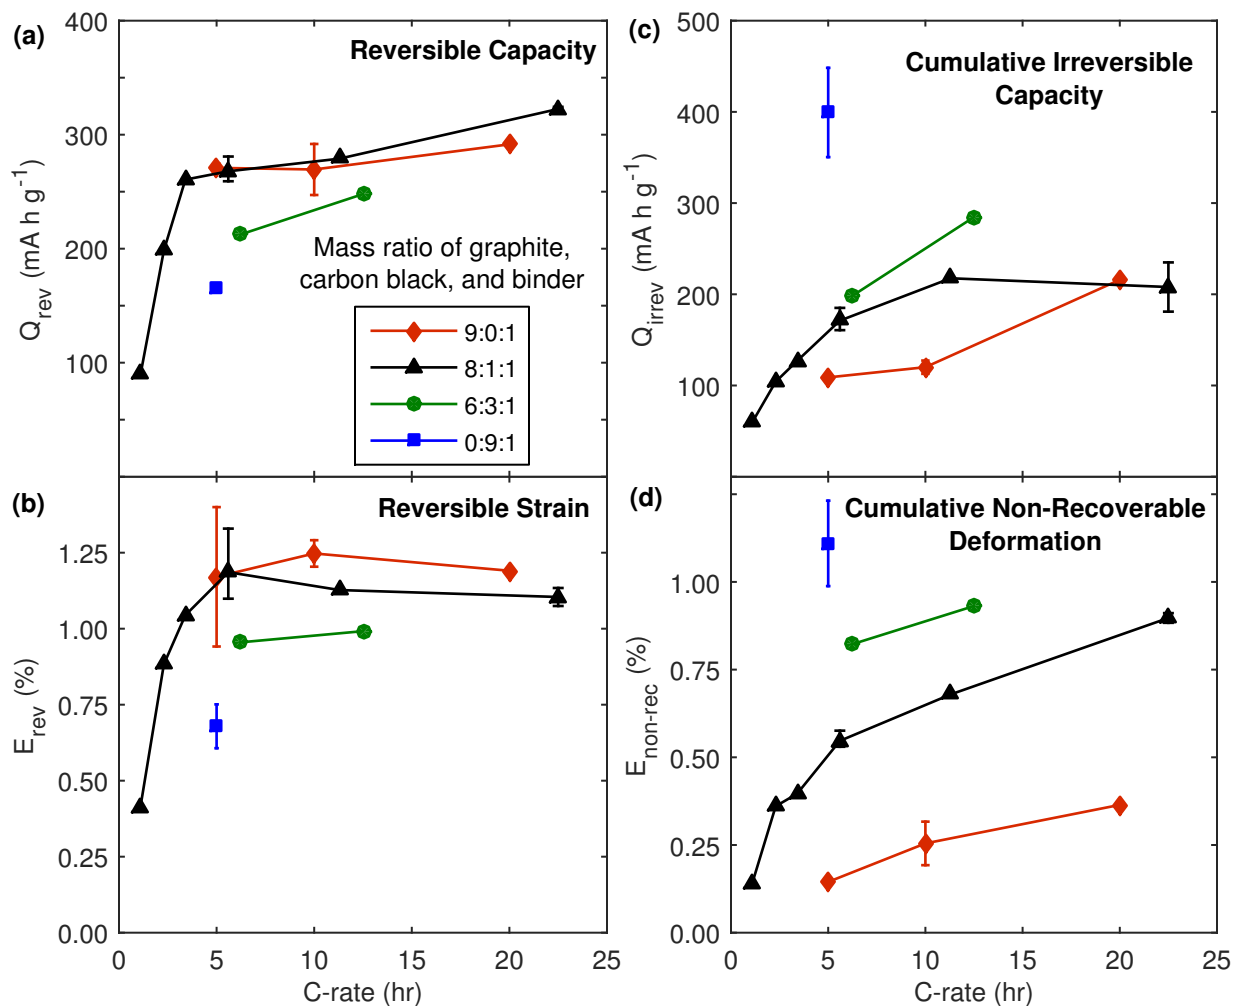 (a)
Reversible Capacity
400
300
200
100
Q_rev (mA h g⁻¹)
Mass ratio of graphite,
carbon black, and binder
9:0:1
8:1:1
6:3:1
0:9:1
(b)
Reversible Strain
1.25
1.00
0.75
0.50
0.25
0.00
E_rev (%)
0 5 10 15 20 25
C-rate (hr)
(c)
Cumulative Irreversible
Capacity
500
400
300
200
100
Q_irrev (mA h g⁻¹)
(d)
Cumulative Non-Recoverable
Deformation
1.00
0.75
0.50
0.25
0.00
E_non-rec (%)
0 5 10 15 20 25
C-rate (hr)